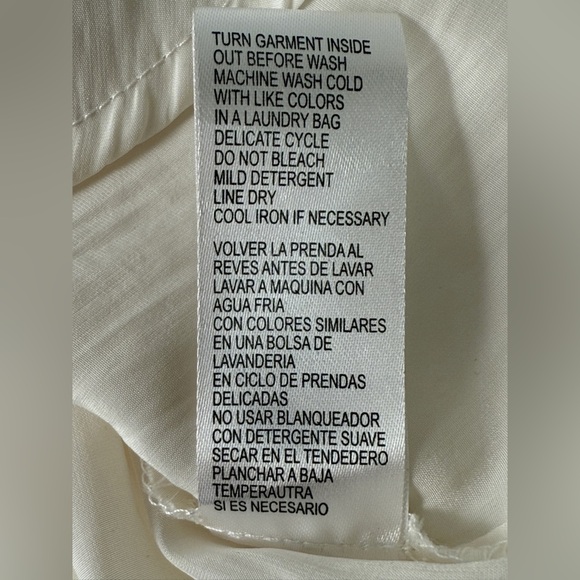 TURN GARMENT INSIDE
OUT BEFORE WASH
MACHINE WASH COLD
WITH LIKE COLORS
IN A LAUNDRY BAG
DELICATE CYCLE
DO NOT BLEACH
MILD DETERGENT
LINE DRY
COOL IRON IF NECESSARY
VOLVER LA PRENDA AL
REVES ANTES DE LAVAR
LAVAR A MAQUINA CON
AGUA FRIA
CON COLORES SIMILARES
EN UNA BOLSA DE
LAVANDERIA
EN CICLO DE PRENDAS
DELICADAS
NO USAR BLANQUEADOR
CON DETERGENTE SUAVE
SECAR EN EL TENDEDERO
PLANCHAR A BAJA
TEMPERAUTRA
SI ES NECESARIO